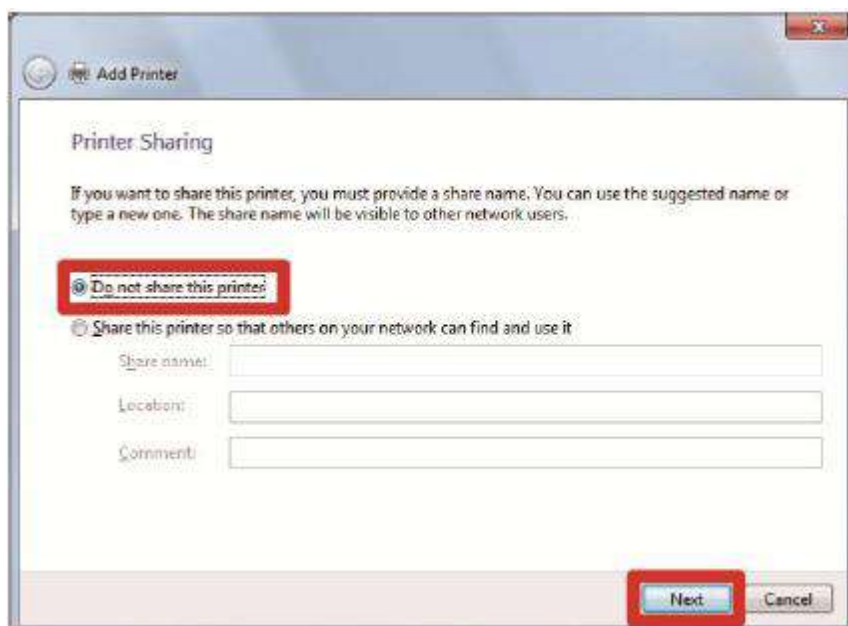 Add Printer
Printer Sharing
If you want to share this printer, you must provide a share name. You can use the suggested name or
type a new one. The share name will be visible to other network users.
Do not share this printer
Share this printer so that others on your network can find and use it
Share name:
Location:
Comment:
Next Cancel